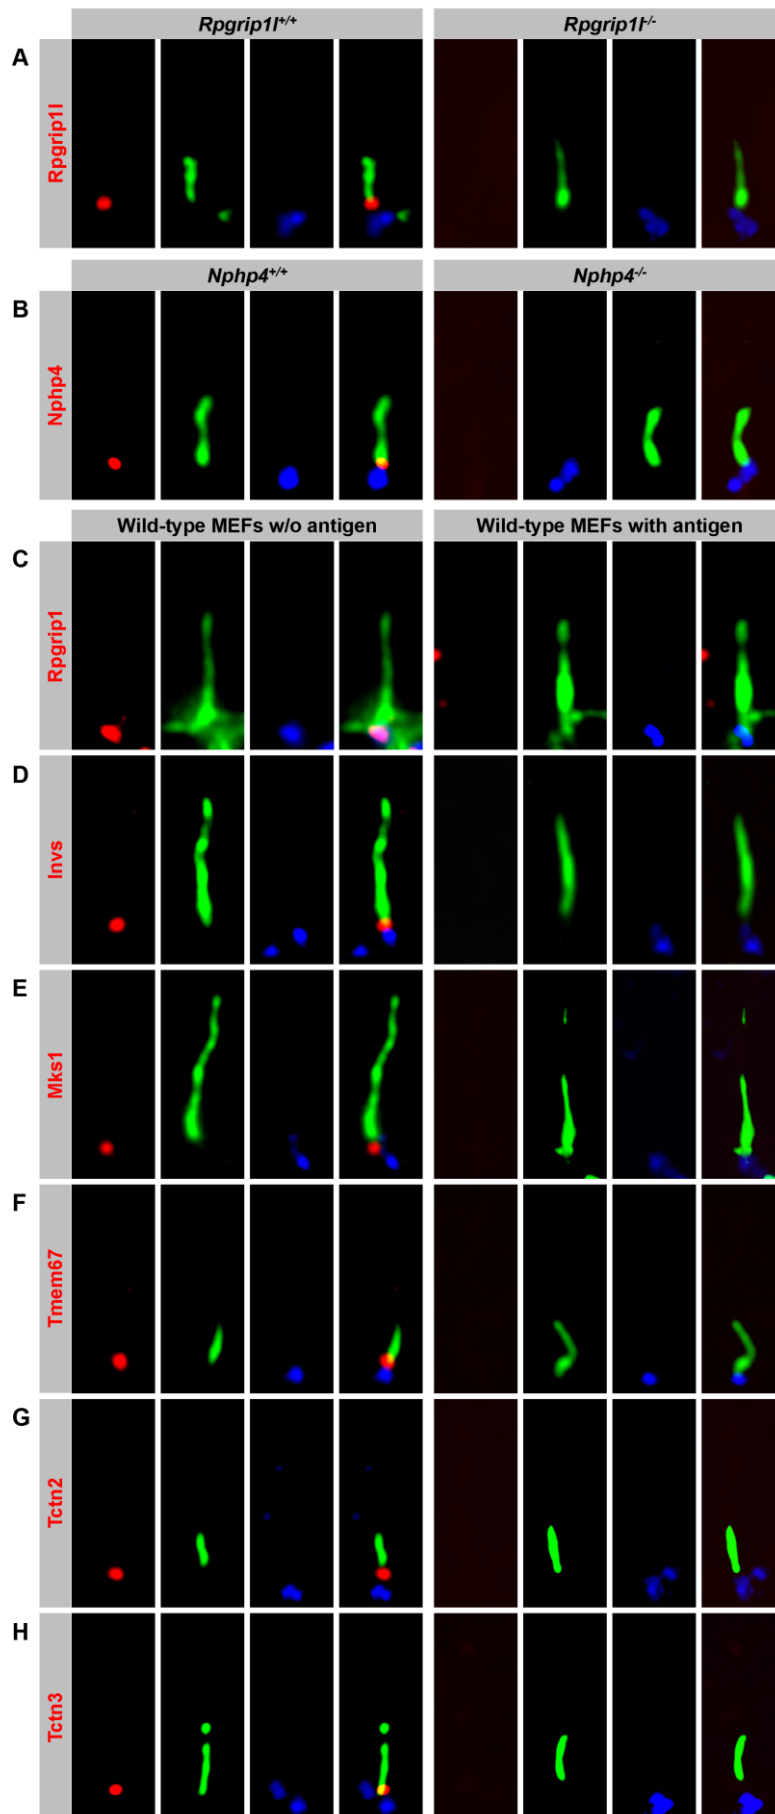 Rpgrip1l+/+ Rpgrip1l-/-
A
Rpgrip1l
Nphp4+/+ Nphp4-/-
B
Nphp4
Wild-type MEFs w/o antigen Wild-type MEFs with antigen
C
Rpgrip1
D
Invs
E
Mks1
F
Tmem67
G
Tctn2
H
Tctn3